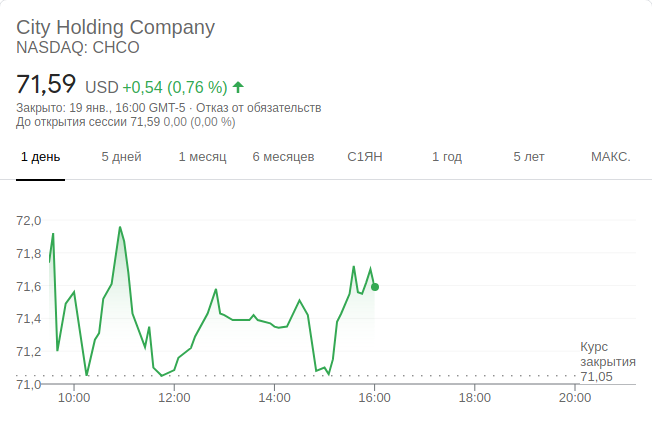 City Holding Company
NASDAQ: CHCO
71,59 USD +0,54 (0,76 %)
Закрыто: 19 янв., 16:00 GMT-5 · Отказ от обязательств
До открытия сессии 71,59 0,00 (0,00 %)
1 день 5 дней 1 месяц 6 месяцев С1ЯН 1 год 5 лет МАКС.
72,0
71,8
71,6
71,4
71,2
71,0
Курс
закрытия
71,05
10:00 12:00 14:00 16:00 18:00 20:00